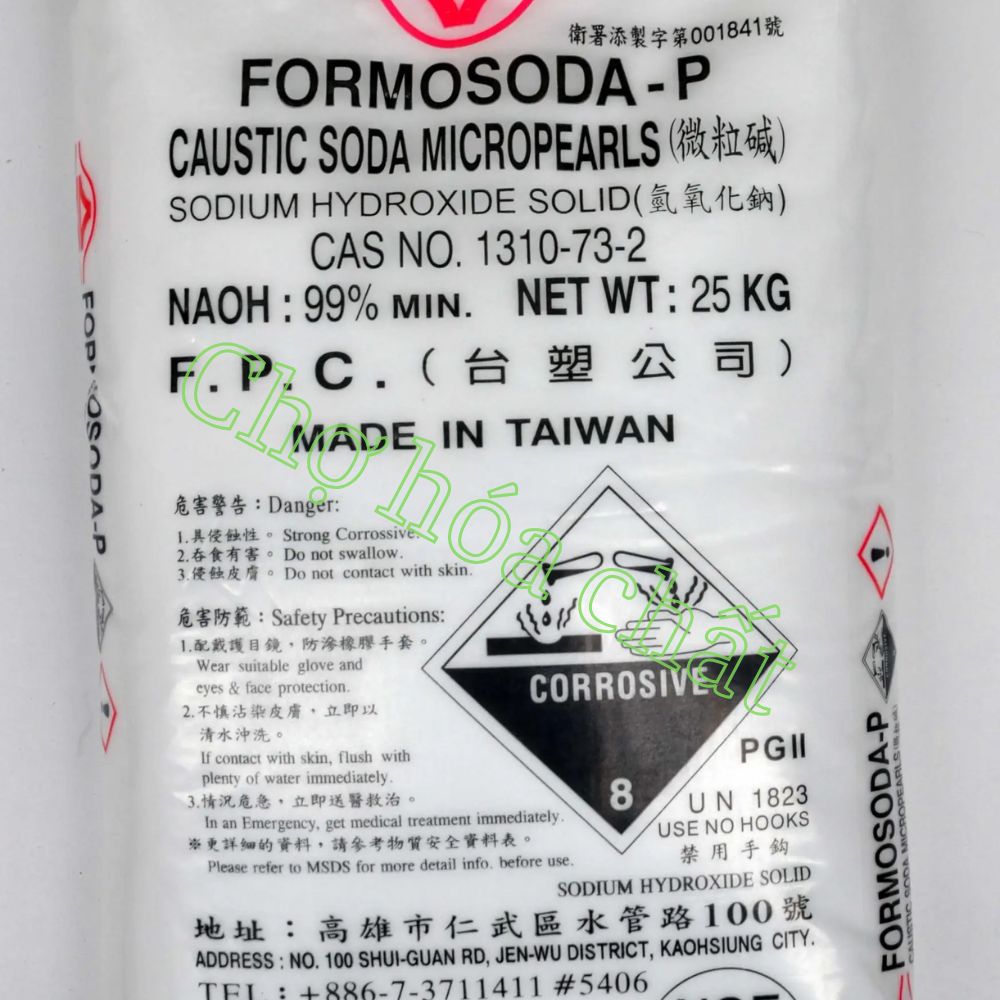 衛署添製字第001841號
FORMOSODA-P
CAUSTIC SODA MICROPEARLS(微粒碱)
SODIUM HYDROXIDE SOLID(氫氧化鈉)
CAS NO. 1310-73-2
NAOH : 99% MIN. NET WT : 25 KG
F.P.C.(台塑公司)
MADE IN TAIWAN
Chợ hóa chất
危害警告：Danger:
1.具侵蝕性。 Strong Corrossive.
2.吞食有害。 Do not swallow.
3.侵蝕皮膚。 Do not contact with skin.
危害防範：Safety Precautions:
1.配戴護目鏡，防滲橡膠手套。
Wear suitable glove and
eyes & face protection.
2.不慎沾染皮膚，立即以
清水沖洗。
If contact with skin, flush with
plenty of water immediately.
3.情況危急，立即送醫救治。
In an Emergency, get medical treatment immediately.
※更詳細的資料，請參考物質安全資料表。
Please refer to MSDS for more detail info. before use.
CORROSIVE
8
PGII
UN 1823
USE NO HOOKS
禁用手鈎
SODIUM HYDROXIDE SOLID
地址：高雄市仁武區水管路100號
ADDRESS : NO. 100 SHUI-GUAN RD, JEN-WU DISTRICT, KAOHSIUNG CITY.
TEL : +886-7-3711411 #5406
FORMOSODA-P
FORMOSODA-P
CAUSTIC SODA MICROPEARLS